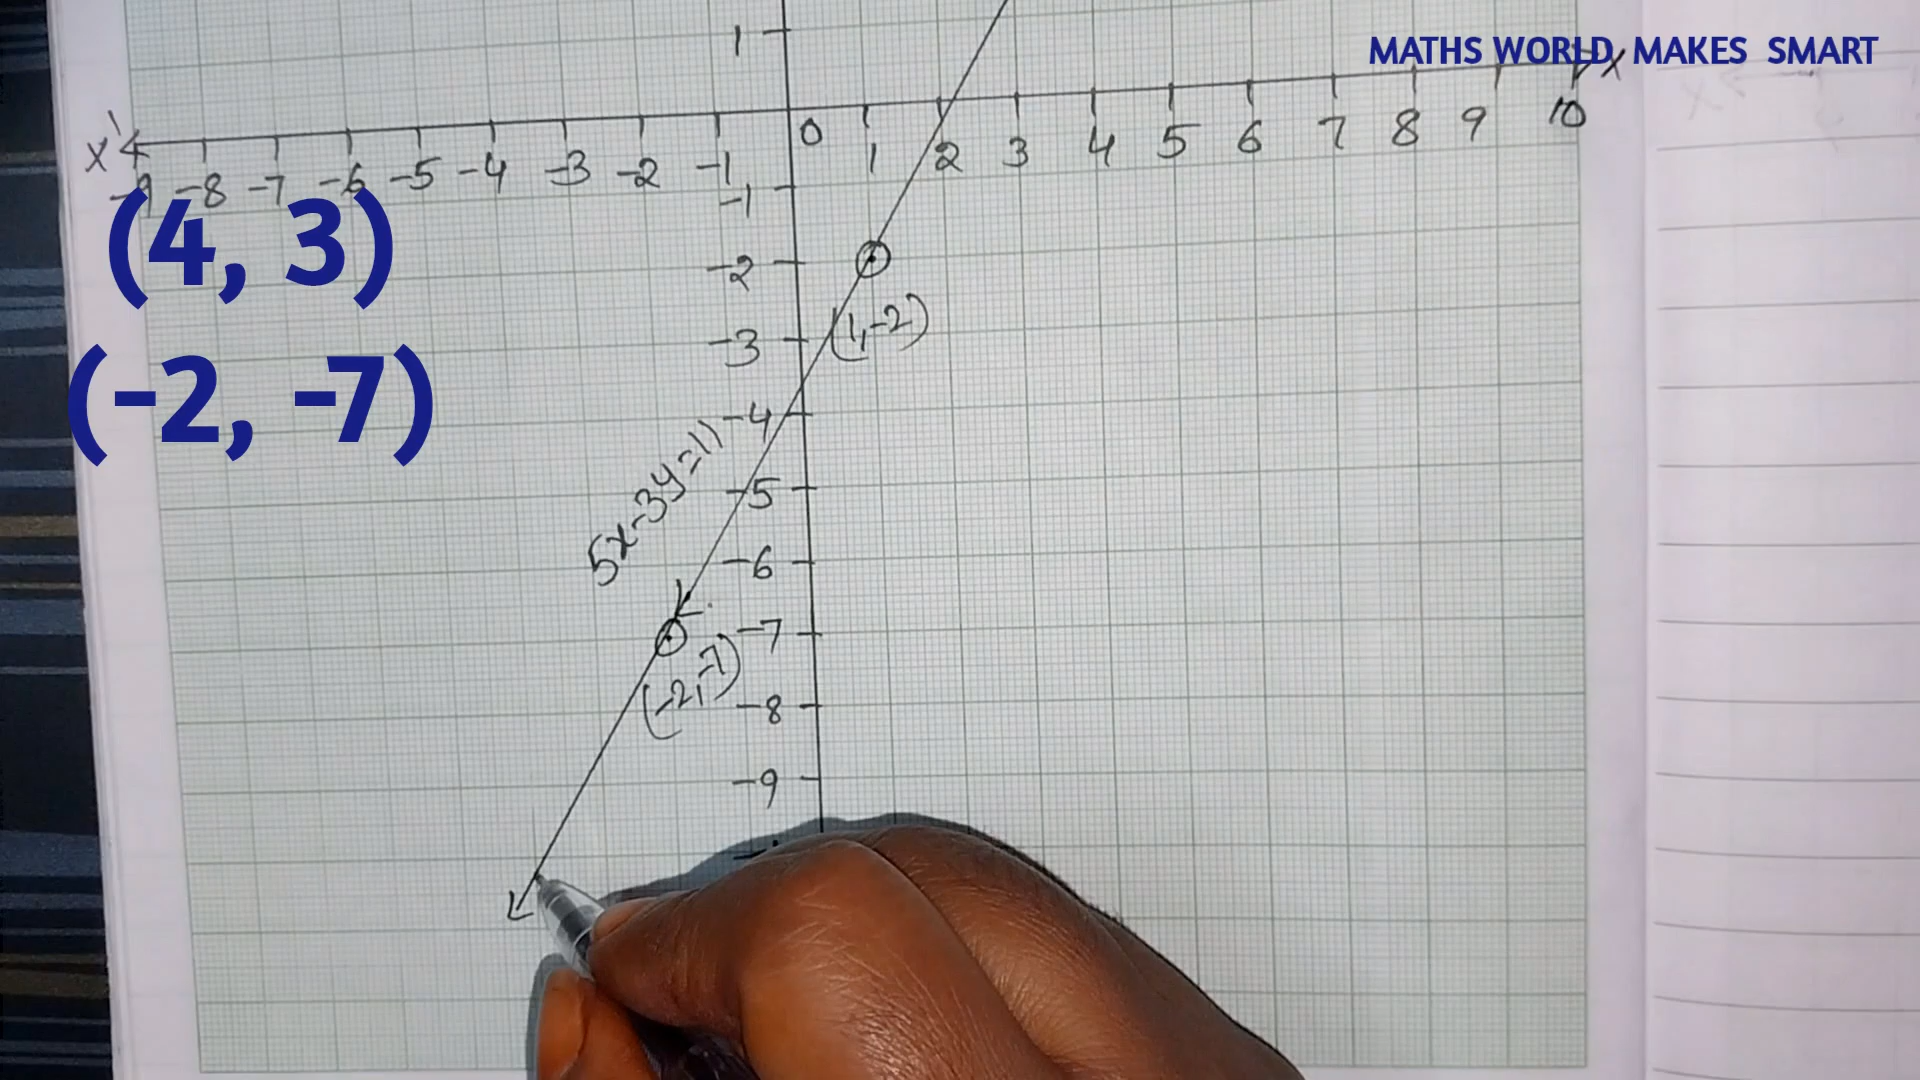 MATHS WORLD MAKES SMART
1
X
X'
-9 -8 -7 -6 -5 -4 -3 -2 -1 0 1 2 3 4 5 6 7 8 9 10
-1
(4, 3)
-2
(1,-2)
-3
(-2, -7)
-4
5x-3y=11
-5
-6
-7
(-2,-7)
-8
-9